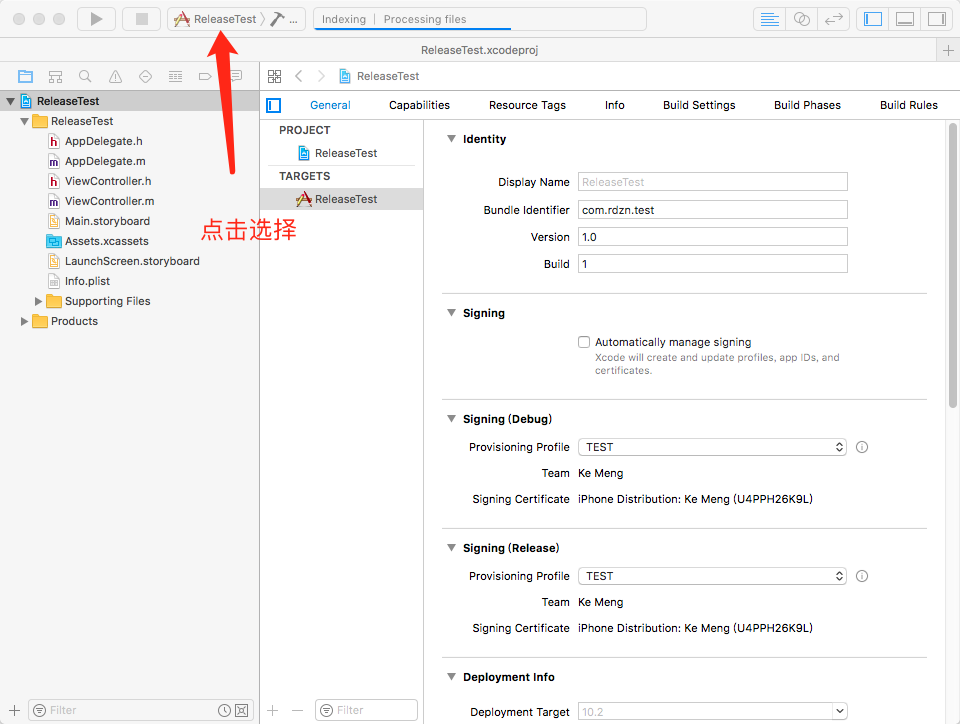 ReleaseTest ...
Indexing | Processing files
ReleaseTest.xcodeproj
ReleaseTest
ReleaseTest
AppDelegate.h
AppDelegate.m
ViewController.h
ViewController.m
Main.storyboard
Assets.xcassets
LaunchScreen.storyboard
Info.plist
Supporting Files
Products
Filter
点击选择
ReleaseTest
General Capabilities Resource Tags Info Build Settings Build Phases Build Rules
PROJECT
ReleaseTest
TARGETS
ReleaseTest
Filter
Identity
Display Name ReleaseTest
Bundle Identifier com.rdzn.test
Version 1.0
Build 1
Signing
Automatically manage signing
Xcode will create and update profiles, app IDs, and
certificates.
Signing (Debug)
Provisioning Profile TEST
Team Ke Meng
Signing Certificate iPhone Distribution: Ke Meng (U4PPH26K9L)
Signing (Release)
Provisioning Profile TEST
Team Ke Meng
Signing Certificate iPhone Distribution: Ke Meng (U4PPH26K9L)
Deployment Info
Deployment Target 10.2